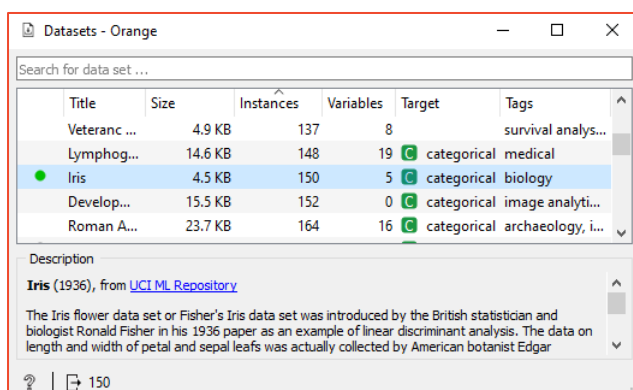 Datasets - Orange
Search for data set ...
Title Size Instances Variables Target Tags
Veteranc ... 4.9 KB 137 8 survival analys...
Lymphog... 14.6 KB 148 19 C categorical medical
Iris 4.5 KB 150 5 C categorical biology
Develop... 15.5 KB 152 0 C categorical image analyti...
Roman A... 23.7 KB 164 16 C categorical archaeology, i...
Description
Iris (1936), from UCI ML Repository
The Iris flower data set or Fisher's Iris data set was introduced by the British statistician and
biologist Ronald Fisher in his 1936 paper as an example of linear discriminant analysis. The data on
length and width of petal and sepal leafs was actually collected by American botanist Edgar
? 150